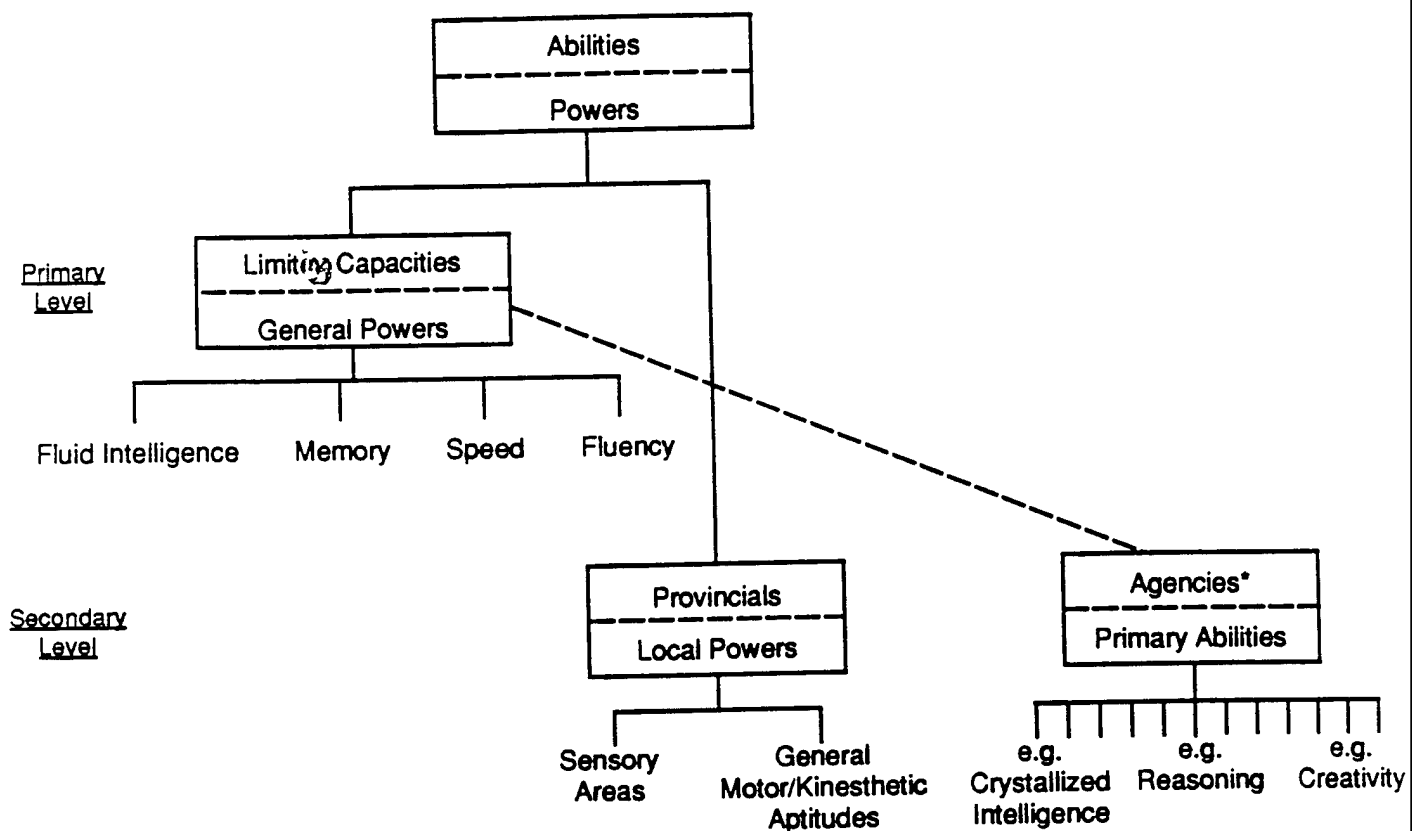 Abilities
Powers
Limiting Capacities
General Powers
Primary
Level
Fluid Intelligence
Memory
Speed
Fluency
Provincials
Local Powers
Agencies*
Primary Abilities
Secondary
Level
Sensory
Areas
General
Motor/Kinesthetic
Aptitudes
e.g.
Crystallized
Intelligence
e.g.
Reasoning
e.g.
Creativity